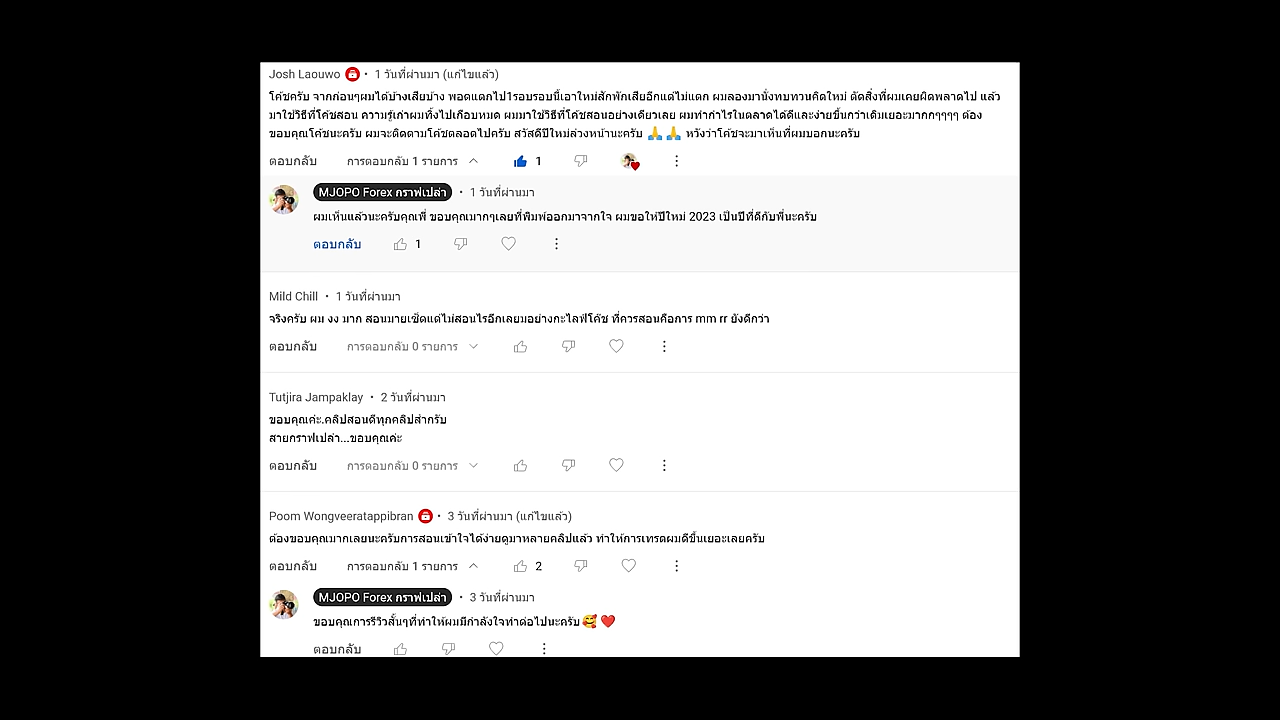 Josh Laouwo • 1 วันที่ผ่านมา (แก้ไขแล้ว)
โค้ชครับ จากก่อนๆผมได้บ้างเสียบ้าง พอตแตกไป1รอบรอบนี้เอาใหม่สักพักเสียอีกแต่ไม่แตก ผมลองมานั่งทบทวนคิดใหม่ ตัดสิ่งที่ผมเคยผิดพลาดไป แล้ว
มาใช้วิธีที่โค้ชสอน ความรู้เก่าผมทิ้งไปเกือบหมด ผมมาใช้วิธีที่โค้ชสอนอย่างเดียวเลย ผมทำกำไรในตลาดได้ดีและง่ายขึ้นกว่าเดิมเยอะมากกๆๆๆๆ ต้อง
ขอบคุณโค้ชนะครับ ผมจะติดตามโค้ชตลอดไปครับ สวัสดีปีใหม่ล่วงหน้านะครับ 🙏 🙏 หวังว่าโค้ชจะมาเห็นที่ผมบอกนะครับ
ตอบกลับ การตอบกลับ 1 รายการ 1
MJOPO Forex กราฟเปล่า • 1 วันที่ผ่านมา
ผมเห็นแล้วนะครับคุณพี่ ขอบคุณมากๆเลยที่พิมพ์ออกมาจากใจ ผมขอให้ปีใหม่ 2023 เป็นปีที่ดีกับพี่นะครับ
ตอบกลับ 1
Mild Chill • 1 วันที่ผ่านมา
จริงครับ ผม งง มาก สอนมายเซ็ตแต่ไม่สอนไรอีกเลยมอย่างกะไลฟ์โค้ช ที่ควรสอนคือการ mm rr ยังดีกว่า
ตอบกลับ การตอบกลับ 0 รายการ
Tutjira Jampaklay • 2 วันที่ผ่านมา
ขอบคุณค่ะ.คลิปสอนดีทุกคลิปสำกรับ
สายกราฟเปล่า...ขอบคุณค่ะ
ตอบกลับ การตอบกลับ 0 รายการ
Poom Wongveeratappibran • 3 วันที่ผ่านมา (แก้ไขแล้ว)
ต้องขอบคุณมากเลยนะครับการสอนเข้าใจได้ง่ายดูมาหลายคลิปแล้ว ทำให้การเทรดผมดีขึ้นเยอะเลยครับ
ตอบกลับ การตอบกลับ 1 รายการ 2
MJOPO Forex กราฟเปล่า • 3 วันที่ผ่านมา
ขอบคุณการรีวิวสั้นๆที่ทำให้ผมมีกำลังใจทำต่อไปนะครับ 🥰 ❤️
ตอบกลับ